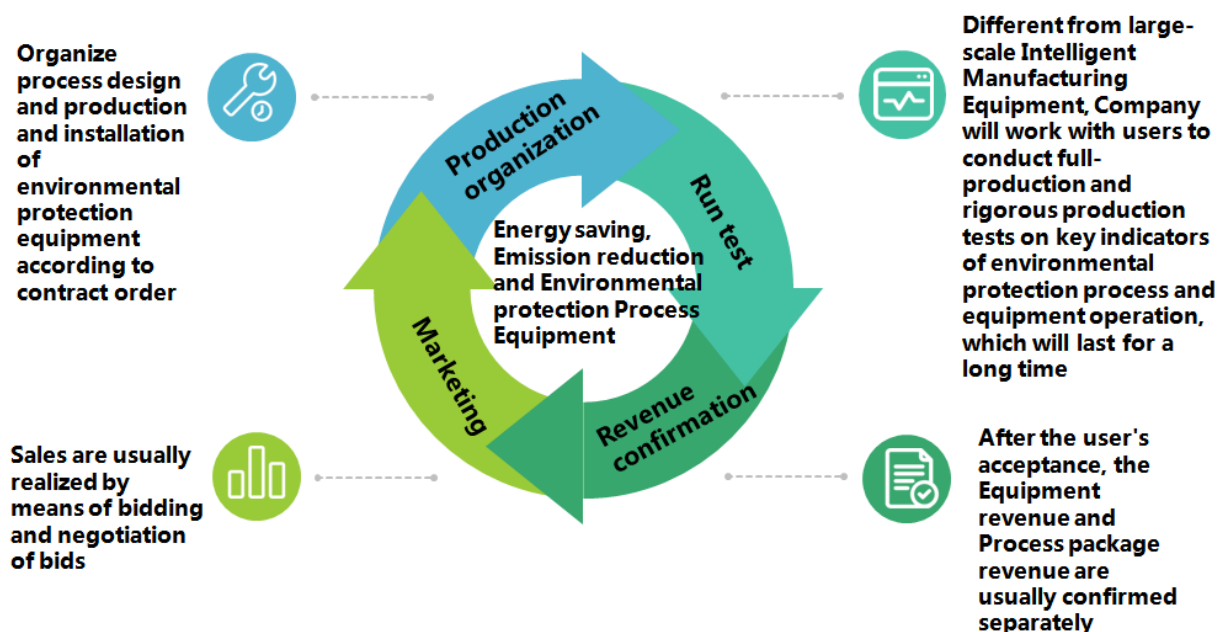 Organize
process design
and production
and installation
of
environmental
protection
equipment
according to
contract order
Production
organization
Run test
Different from large-
scale Intelligent
Manufacturing
Equipment, Company
will work with users to
conduct full-
production and
rigorous production
tests on key indicators
of environmental
protection process and
equipment operation,
which will last for a
long time
Energy saving,
Emission reduction
and Environmental
protection Process
Equipment
Marketing
Revenue
confirmation
Sales are usually
realized by
means of bidding
and negotiation
of bids
After the user's
acceptance, the
Equipment
revenue and
Process package
revenue are
usually confirmed
separately